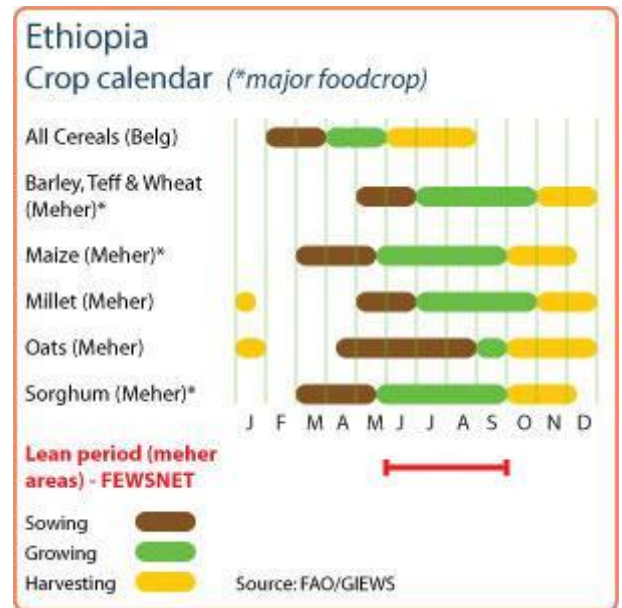 Ethiopia
Crop calendar (*major foodcrop)
All Cereals (Belg)
Barley, Teff & Wheat
(Meher)*
Maize (Meher)*
Millet (Meher)
Oats (Meher)
Sorghum (Meher)*
J F M A M J J A S O N D
Lean period (meher
areas) - FEWSNET
Sowing
Growing
Harvesting
Source: FAO/GIEWS